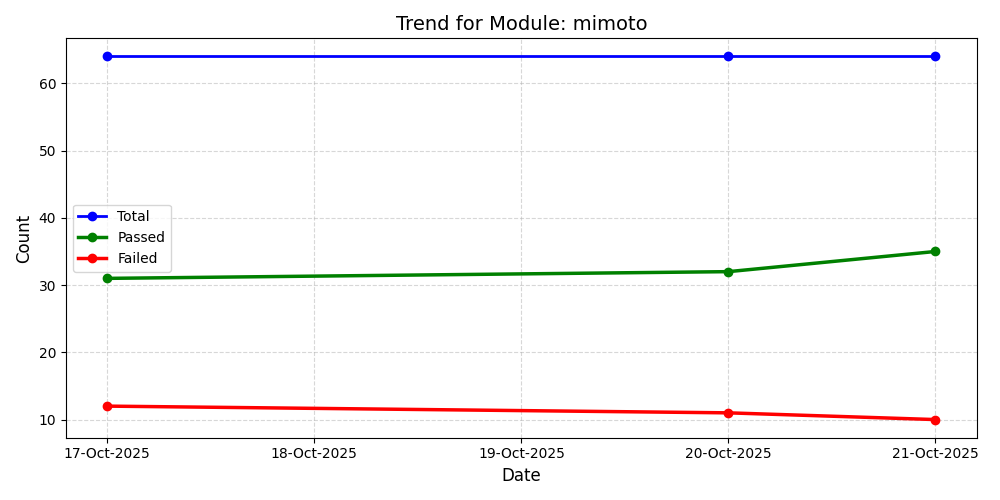 Trend for Module: mimoto
Count
60
50
40
30
20
10
Total
Passed
Failed
17-Oct-2025
18-Oct-2025
19-Oct-2025
20-Oct-2025
21-Oct-2025
Date